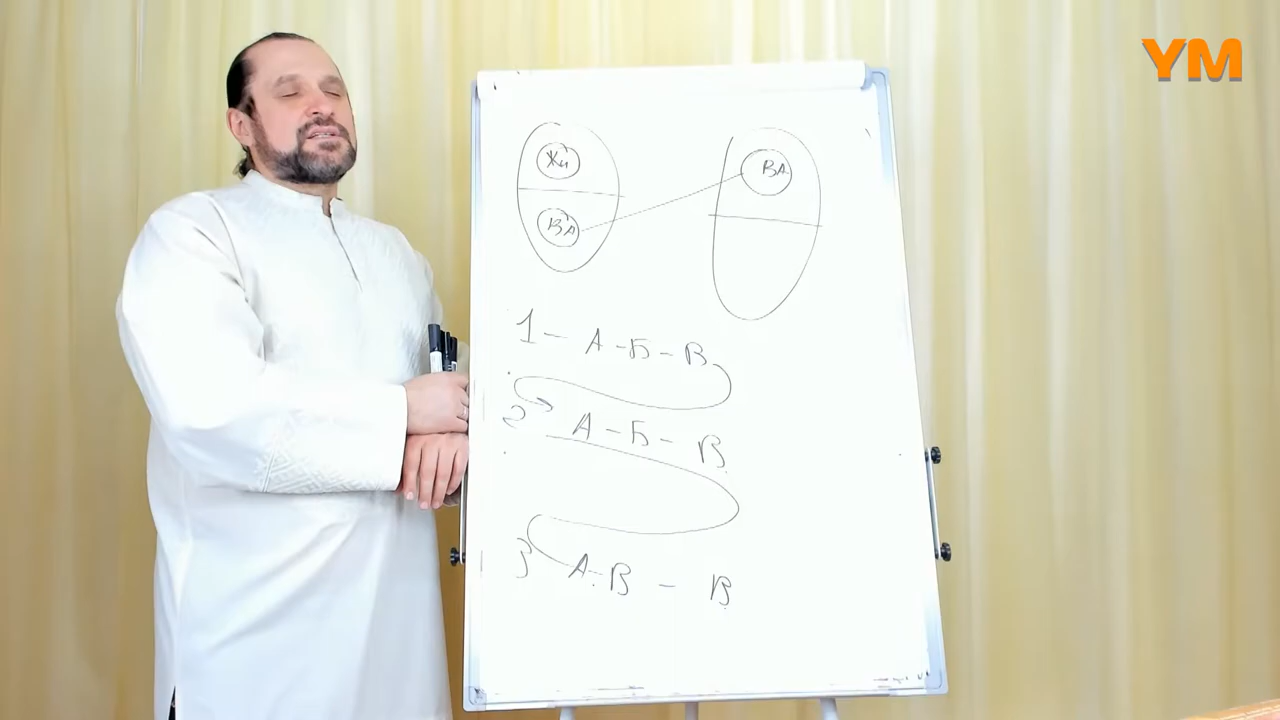 YM
Жи
ВА
ВА
1 – А – Б – В
2 А – Б – В
3 А. В – В